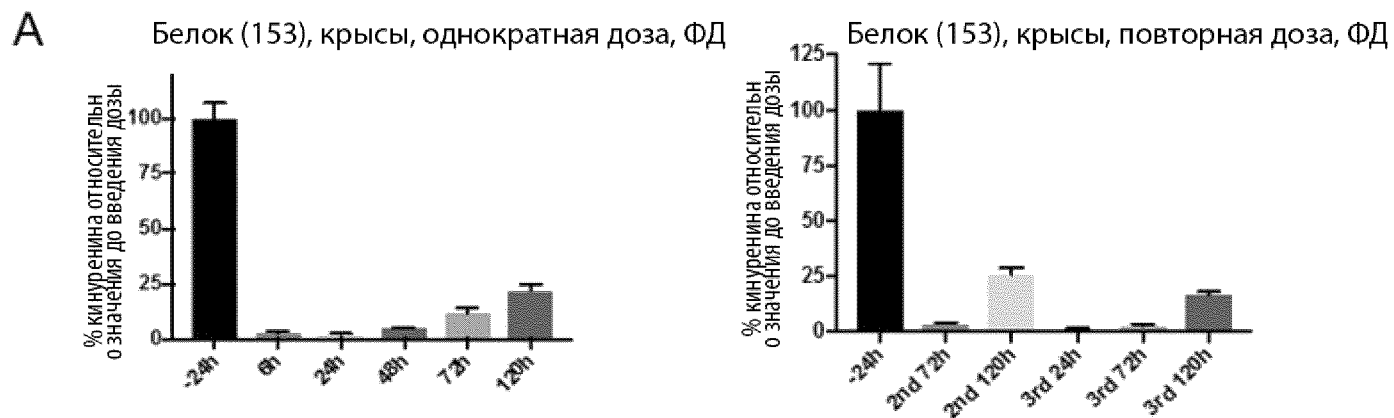 A
Белок (153), крысы, однократная доза, ФД
% кинуренина относительн
о значения до введения дозы
100
75
50
25
0
-24h
6h
24h
48h
72h
120h
Белок (153), крысы, повторная доза, ФД
% кинуренина относительн
о значения до введения дозы
125
100
75
50
25
0
-24h
2nd 72h
2nd 120h
3rd 24h
3rd 72h
3rd 120h